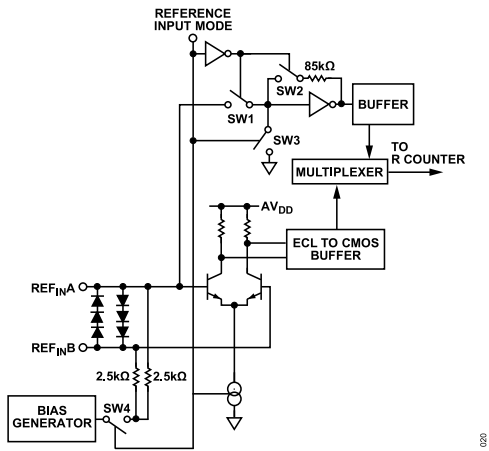 REFERENCE
INPUT MODE
85kΩ
SW2
SW1
BUFFER
SW3
TO
R COUNTER
MULTIPLEXER
AVDD
ECL TO CMOS
BUFFER
REFINA
REFINB
2.5kΩ
2.5kΩ
BIAS
GENERATOR
SW4
020